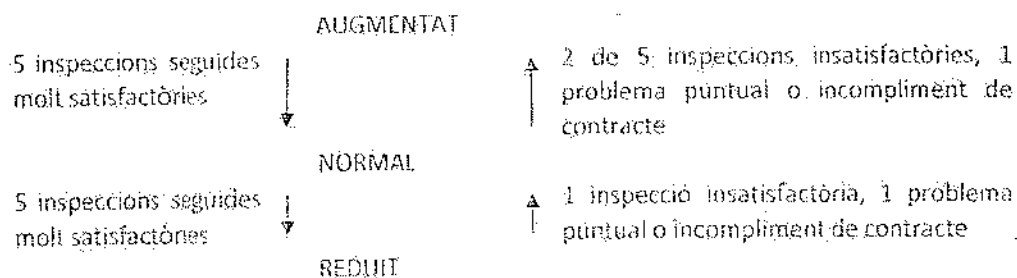 AUGMENTAT
5 inspeccions seguides
molt satisfactòries
2 de 5 inspeccions insatisfactòries, 1
problema puntual o incompliment de
contracte
NORMAL
5 inspeccions seguides
molt satisfactòries
1 inspecció insatisfactòria, 1 problema
puntual o incompliment de contracte
REDUIT